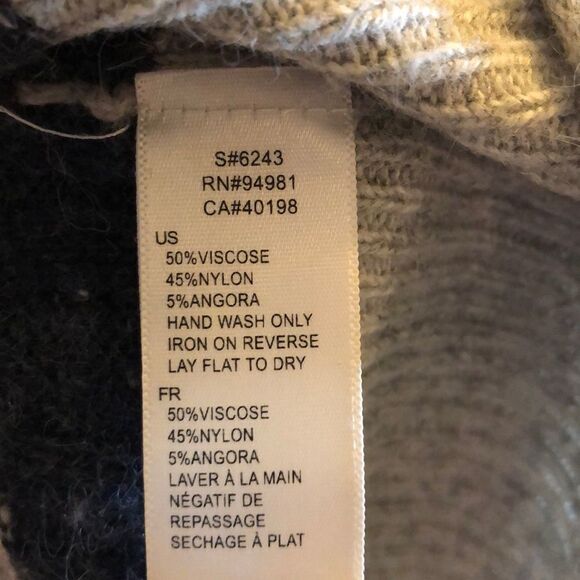 S#6243
RN#94981
CA#40198
US
50%VISCOSE
45%NYLON
5%ANGORA
HAND WASH ONLY
IRON ON REVERSE
LAY FLAT TO DRY
FR
50%VISCOSE
45%NYLON
5%ANGORA
LAVER À LA MAIN
NÉGATIF DE
REPASSAGE
SECHAGE À PLAT